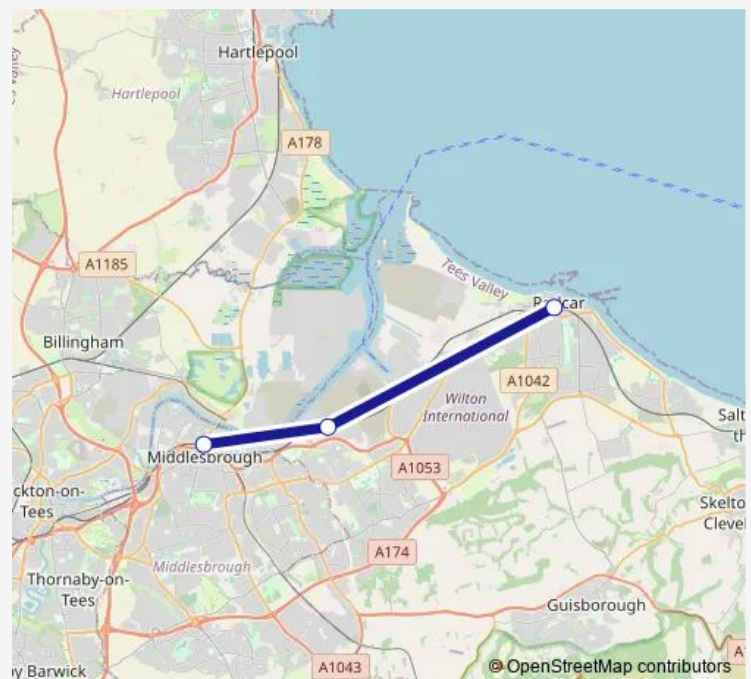 Hartlepool
Hartlepool
A178
A1185
Tees Valley
Billingham
A1042
Wilton
International
Middlesbrough
A1053
ckton-on-
Tees
Salt
th
Skelto
Clevel
A174
Middlesbrough
Thornaby-on-
Tees
Guisborough
A1043
y Barwick
© OpenStreetMap contributors